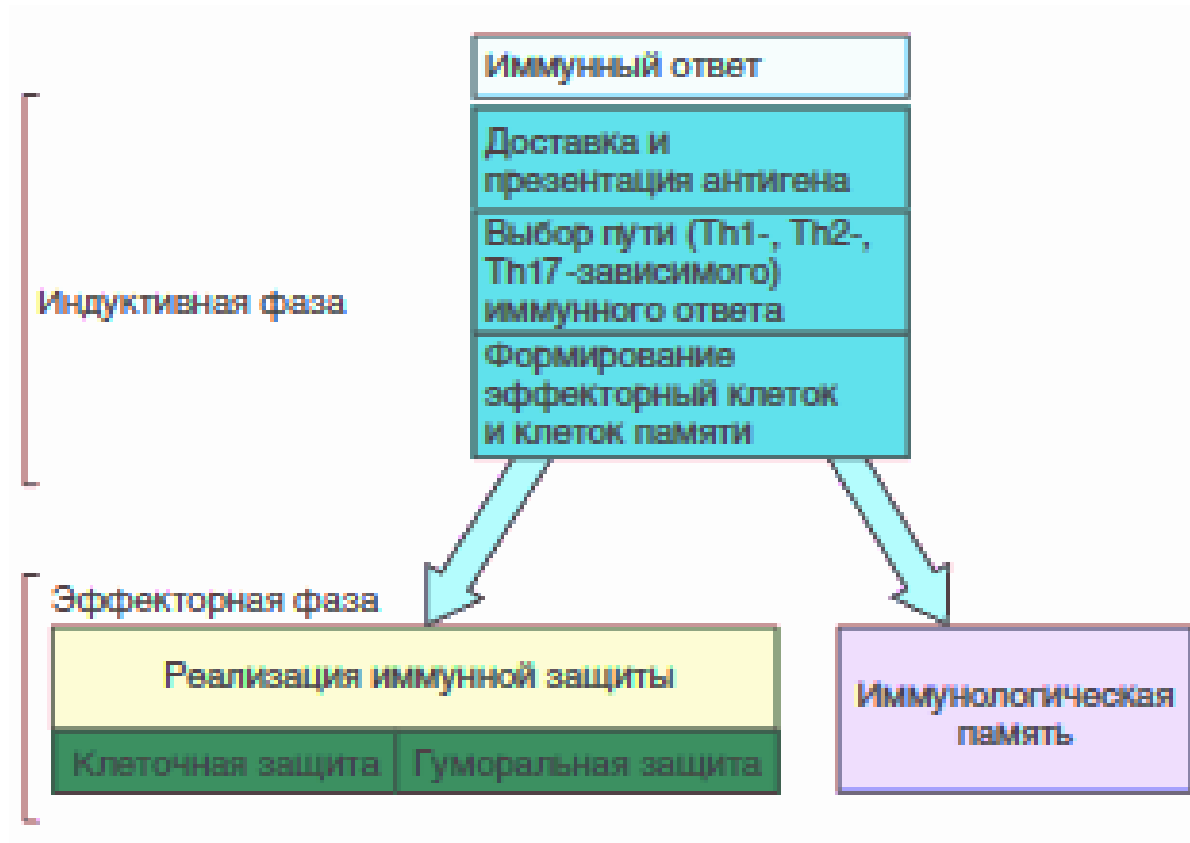 Иммунный ответ
Доставка и
презентация антигена
Выбор пути (Th1-, Th2-,
Th17-зависимого)
иммунного ответа
Формирование
эффекторный клеток
и клеток памяти
Индуктивная фаза
Эффекторная фаза
Реализация иммунной защиты
Клеточная защита
Гуморальная защита
Иммунологическая
память